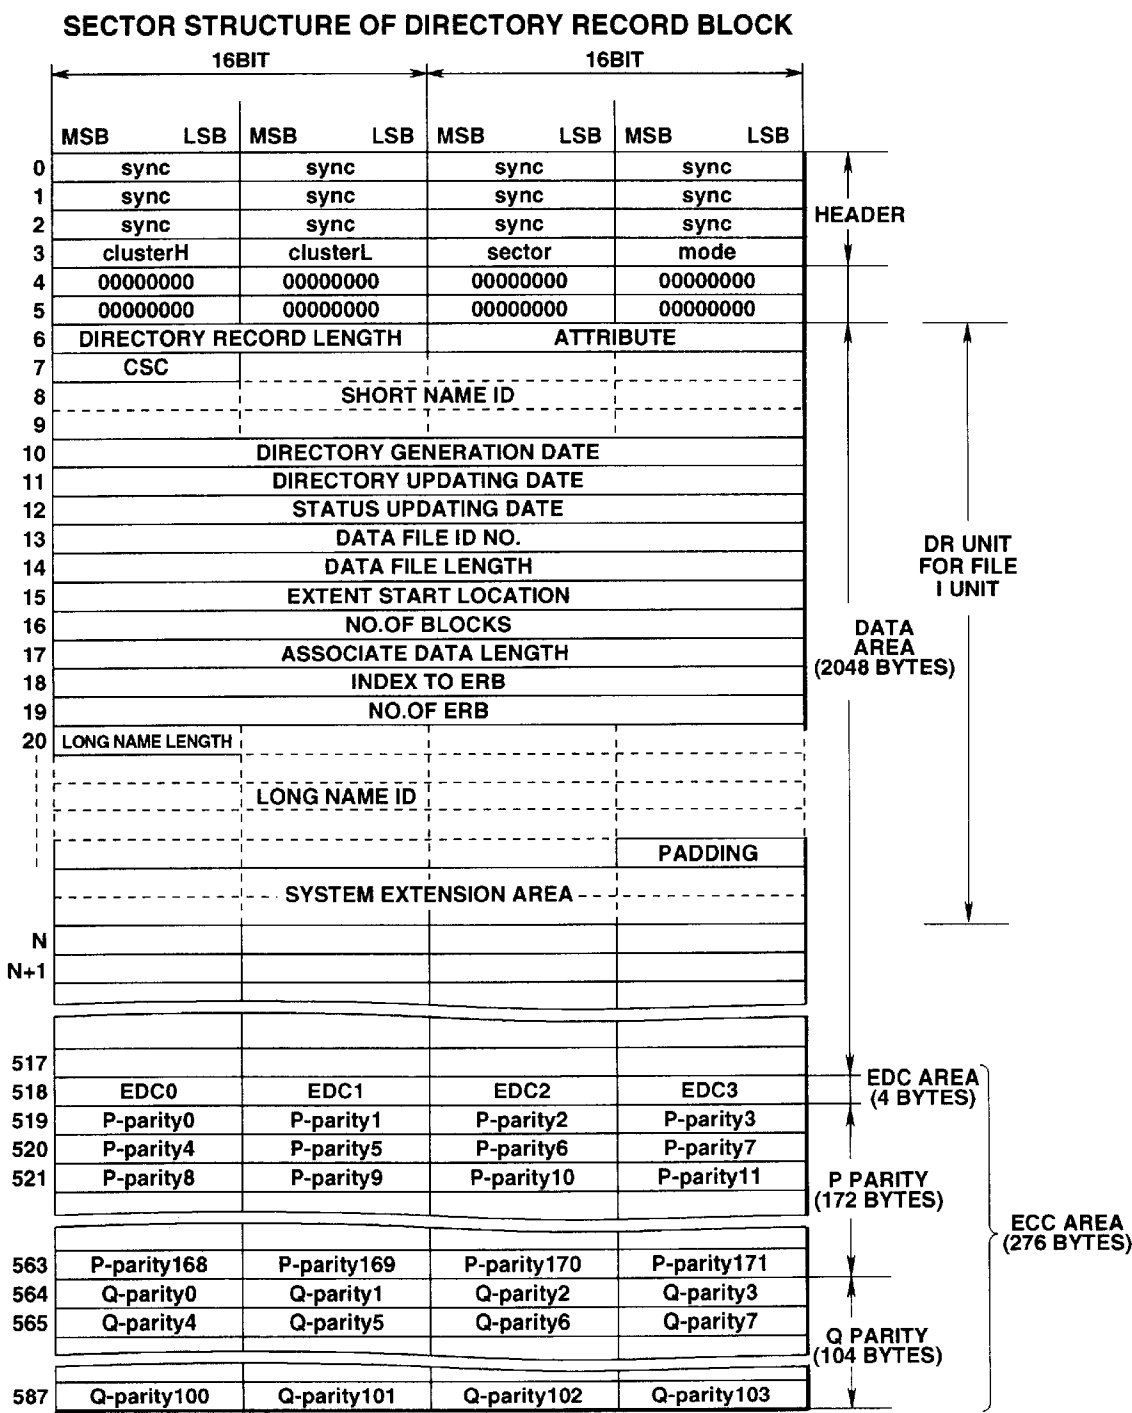 SECTOR STRUCTURE OF DIRECTORY RECORD BLOCK
16BIT 16BIT
MSB LSB MSB LSB MSB LSB MSB LSB
0 sync sync sync sync
1 sync sync sync sync
2 sync sync sync sync
HEADER
3 clusterH clusterL sector mode
4 00000000 00000000 00000000 00000000
5 00000000 00000000 00000000 00000000
6 DIRECTORY RECORD LENGTH ATTRIBUTE
7 CSC
8 SHORT NAME ID
9
10 DIRECTORY GENERATION DATE
11 DIRECTORY UPDATING DATE
12 STATUS UPDATING DATE
13 DATA FILE ID NO.
14 DATA FILE LENGTH
15 EXTENT START LOCATION
16 NO.OF BLOCKS
17 ASSOCIATE DATA LENGTH
18 INDEX TO ERB
19 NO.OF ERB
20 LONG NAME LENGTH
LONG NAME ID
PADDING
SYSTEM EXTENSION AREA
DR UNIT
FOR FILE
I UNIT
DATA
AREA
(2048 BYTES)
N
N+1
517
518 EDC0 EDC1 EDC2 EDC3
EDC AREA
(4 BYTES)
519 P-parity0 P-parity1 P-parity2 P-parity3
520 P-parity4 P-parity5 P-parity6 P-parity7
521 P-parity8 P-parity9 P-parity10 P-parity11
P PARITY
(172 BYTES)
ECC AREA
(276 BYTES)
563 P-parity168 P-parity169 P-parity170 P-parity171
564 Q-parity0 Q-parity1 Q-parity2 Q-parity3
565 Q-parity4 Q-parity5 Q-parity6 Q-parity7
Q PARITY
(104 BYTES)
587 Q-parity100 Q-parity101 Q-parity102 Q-parity103